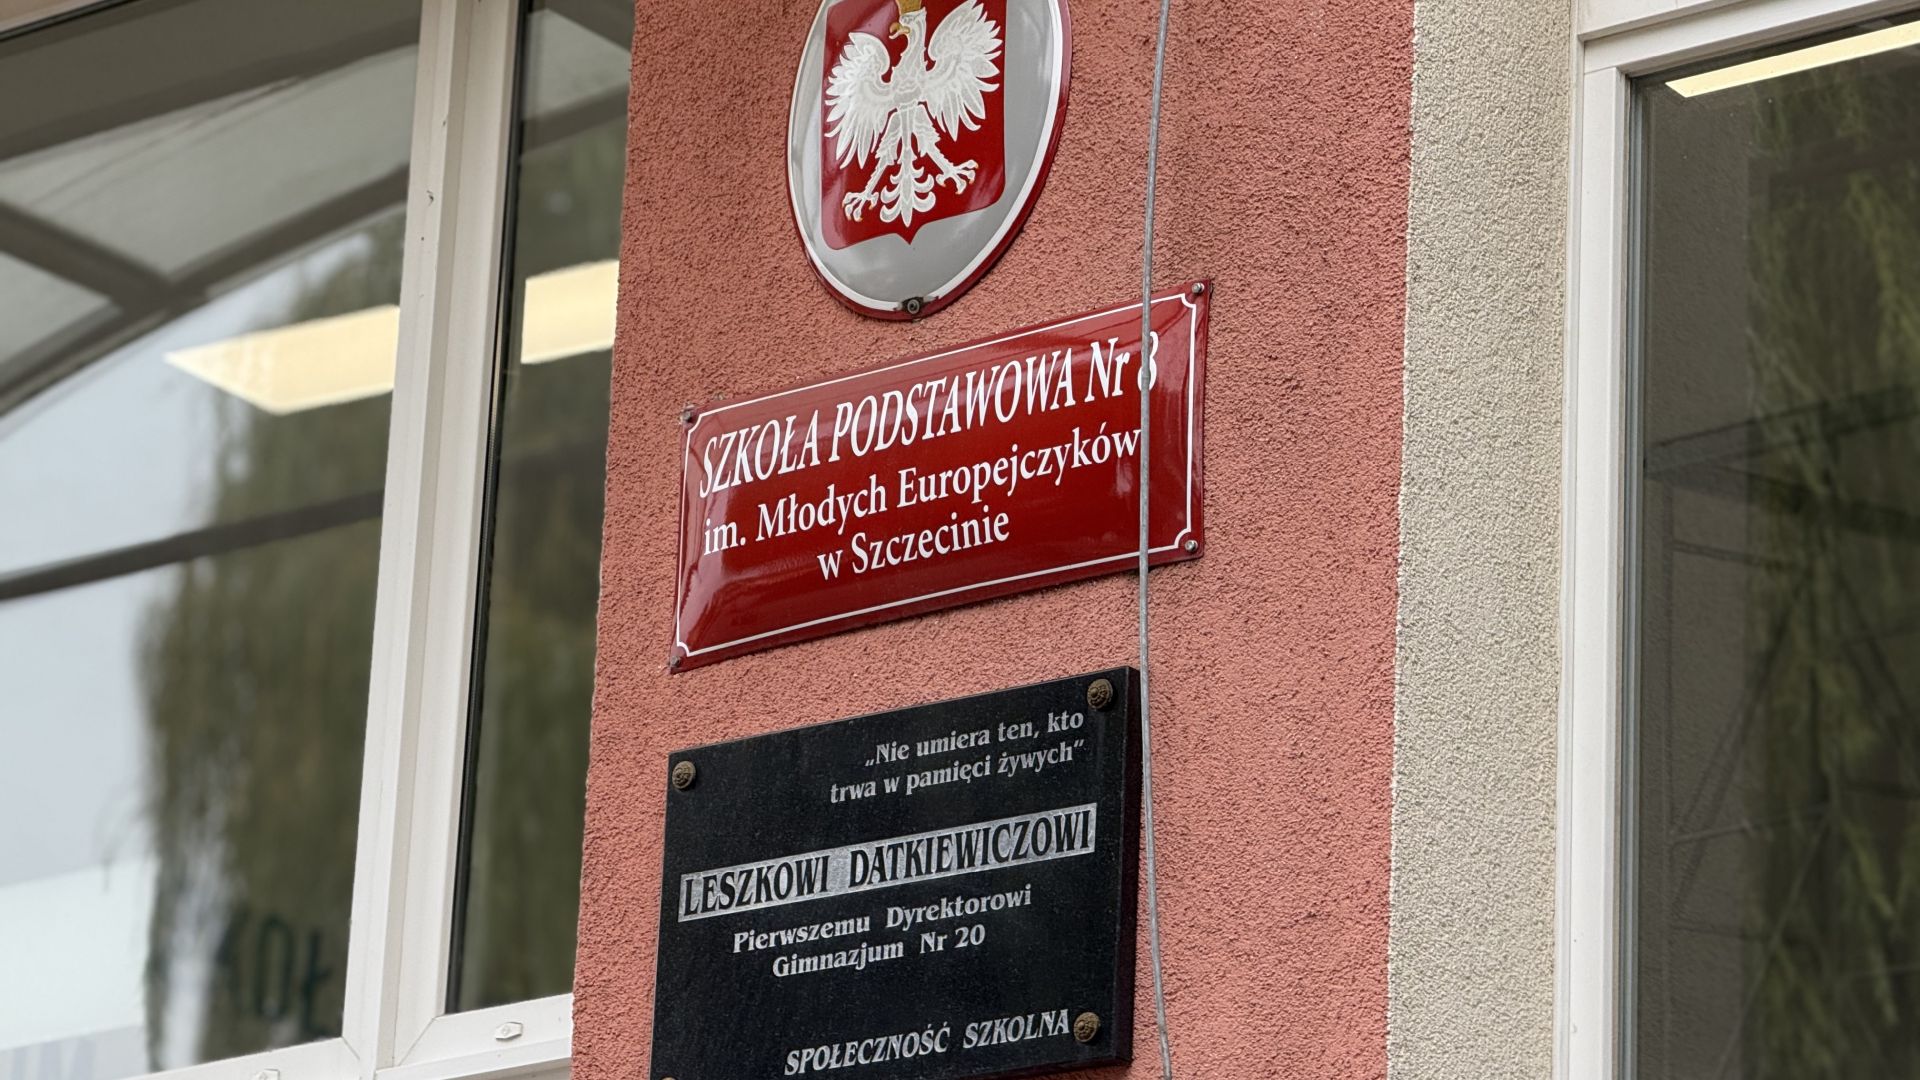 SZKOŁA PODSTAWOWA Nr 8
im. Młodych Europejczyków
w Szczecinie
„Nie umiera ten, kto
trwa w pamięci żywych”
LESZKOWI DATKIEWICZOWI
Pierwszemu Dyrektorowi
Gimnazjum Nr 20
SPOŁECZNOŚĆ SZKOLNA